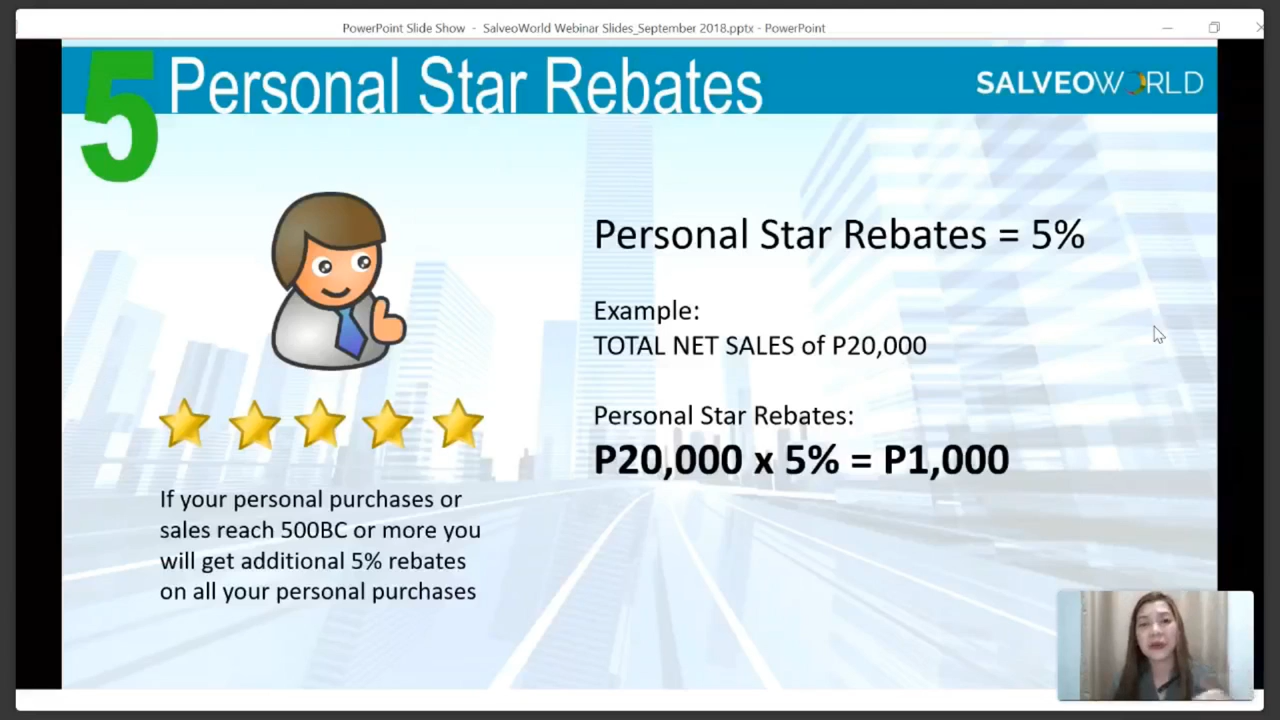 PowerPoint Slide Show - SalveoWorld Webinar Slides_September 2018.pptx - PowerPoint
5 Personal Star Rebates
SALVEOWORLD
Personal Star Rebates = 5%
Example:
TOTAL NET SALES of P20,000
Personal Star Rebates:
P20,000 x 5% = P1,000
If your personal purchases or
sales reach 500BC or more you
will get additional 5% rebates
on all your personal purchases